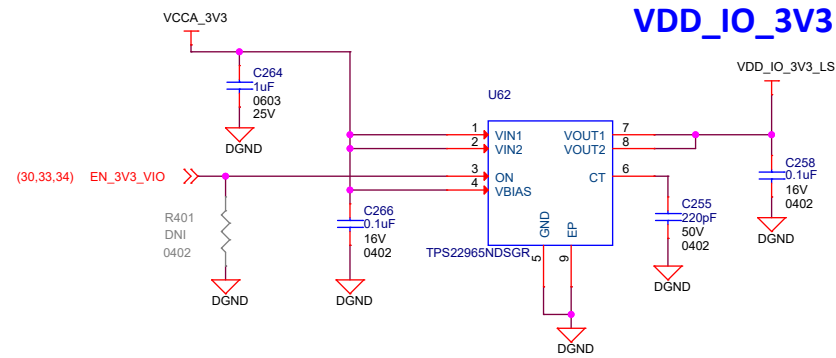 VDD_IO_3V3
VCCA_3V3
C264
1uF
0603
25V
DGND
U62
VDD_IO_3V3_LS
1 VIN1 VOUT1 7
2 VIN2 VOUT2 8
3 ON CT 6
4 VBIAS
GND EP
5 9
TPS22965NDSGR
(30,33,34) EN_3V3_VIO
R401
DNI
0402
DGND
C266
0.1uF
16V
0402
DGND
C255
220pF
50V
0402
DGND
C258
0.1uF
16V
0402
DGND
DGND